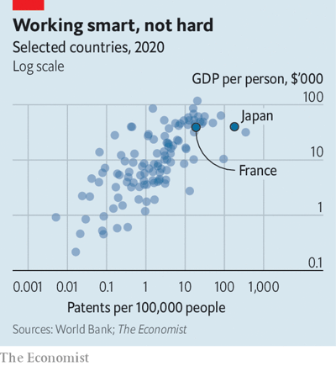 Working smart, not hard
Selected countries, 2020
Log scale
GDP per person, $'000
100
Japan
10
France
1
0.1
0.001 0.01 0.1 1 10 100 1,000
Patents per 100,000 people
Sources: World Bank; The Economist
The Economist